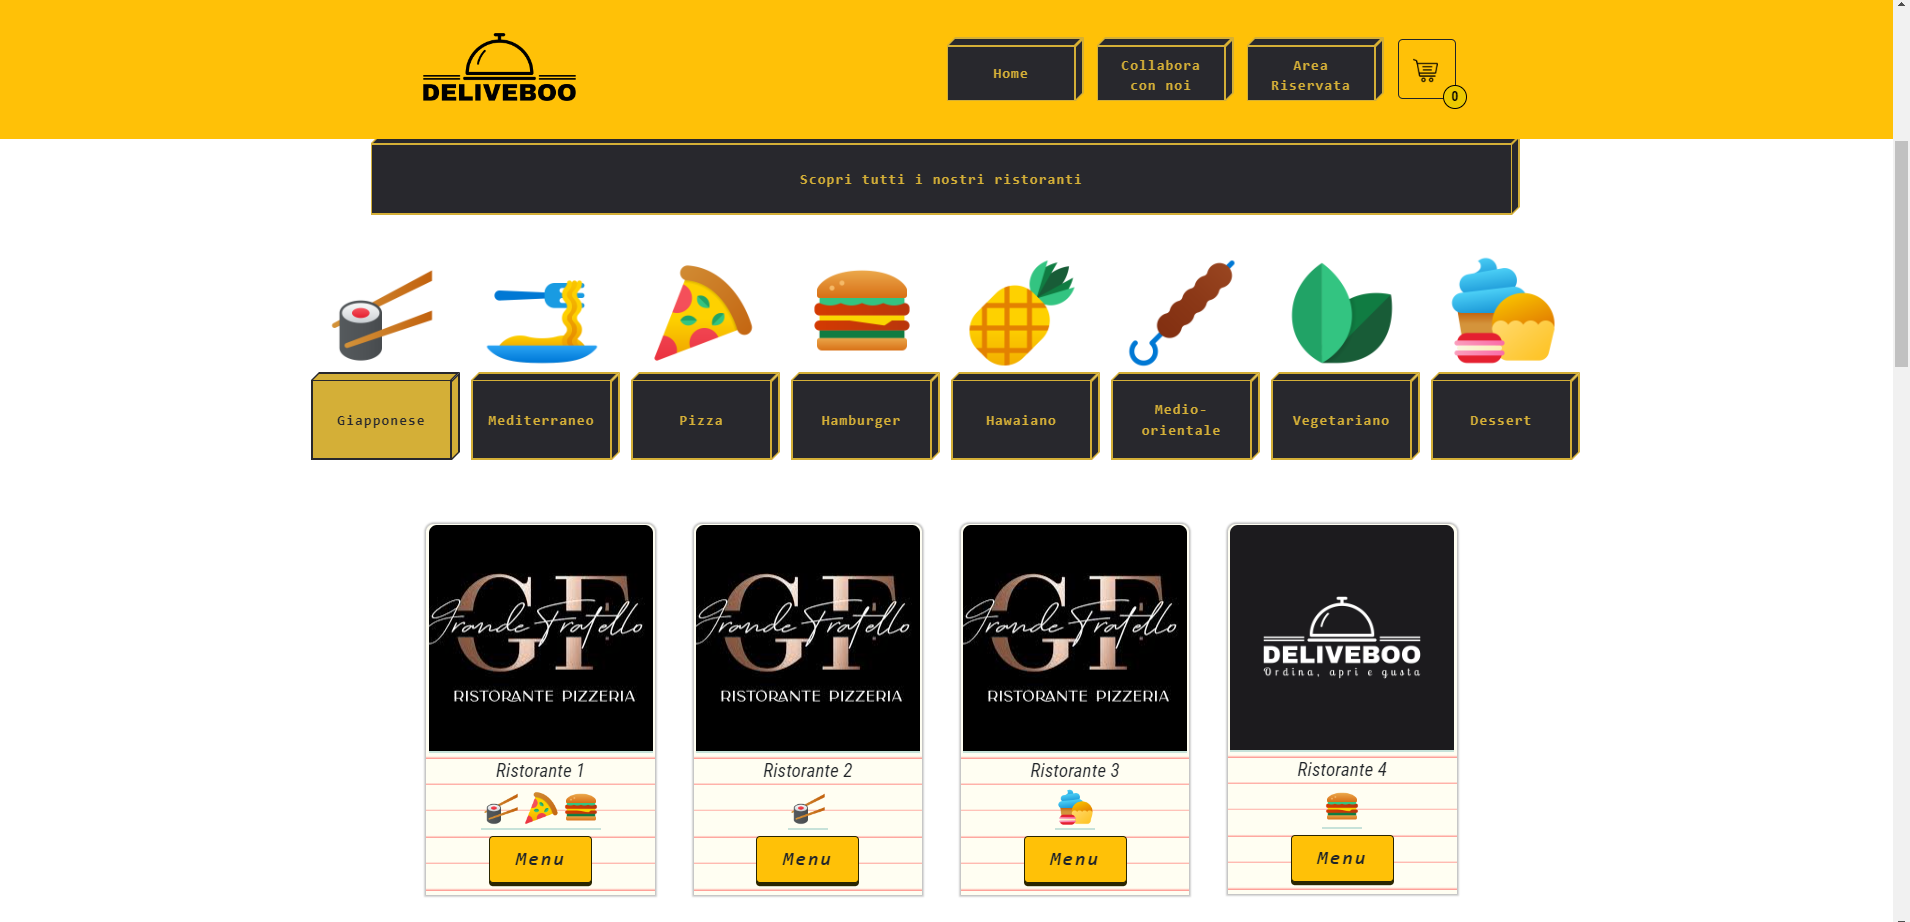 DELIVEBOO
Home
Collabora
con noi
Area
Riservata
0
Scopri tutti i nostri ristoranti
Giapponese
Mediterraneo
Pizza
Hamburger
Hawaiano
Medio-
orientale
Vegetariano
Dessert
GF
Grande Fratello
RISTORANTE PIZZERIA
GF
Grande Fratello
RISTORANTE PIZZERIA
GF
Grande Fratello
RISTORANTE PIZZERIA
DELIVEBOO
Ordina, apri e gusta
Ristorante 1
Ristorante 2
Ristorante 3
Ristorante 4
Menu
Menu
Menu
Menu